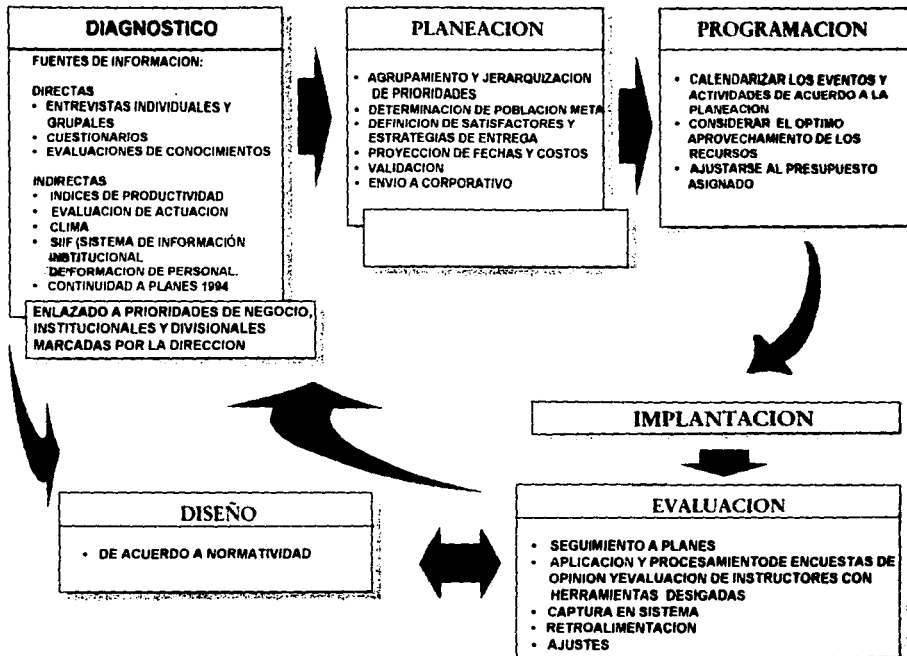 DIAGNOSTICO
FUENTES DE INFORMACION:
DIRECTAS
• ENTREVISTAS INDIVIDUALES Y
GRUPALES
• CUESTIONARIOS
• EVALUACIONES DE CONOCIMIENTOS
INDIRECTAS
• INDICES DE PRODUCTIVIDAD
• EVALUACION DE ACTUACION
• CLIMA
• SIIF (SISTEMA DE INFORMACIÓN
INSTITUCIONAL
DE FORMACION DE PERSONAL.
• CONTINUIDAD A PLANES 1994
ENLAZADO A PRIORIDADES DE NEGOCIO,
INSTITUCIONALES Y DIVISIONALES
MARCADAS POR LA DIRECCION
PLANEACION
• AGRUPAMIENTO Y JERARQUIZACION
DE PRIORIDADES
• DETERMINACION DE POBLACION META
• DEFINICION DE SATISFACTORES Y
ESTRATEGIAS DE ENTREGA
• PROYECCION DE FECHAS Y COSTOS
• VALIDACION
• ENVIO A CORPORATIVO
PROGRAMACION
• CALENDARIZAR LOS EVENTOS Y
ACTIVIDADES DE ACUERDO A LA
PLANEACION
• CONSIDERAR EL OPTIMO
APROVECHAMIENTO DE LOS
RECURSOS
• AJUSTARSE AL PRESUPUESTO
ASIGNADO
IMPLANTACION
EVALUACION
• SEGUIMIENTO A PLANES
• APLICACION Y PROCESAMIENTODE ENCUESTAS DE
OPINION YEVALUACION DE INSTRUCTORES CON
HERRAMIENTAS DESIGADAS
• CAPTURA EN SISTEMA
• RETROALIMENTACION
• AJUSTES
DISEÑO
• DE ACUERDO A NORMATIVIDAD